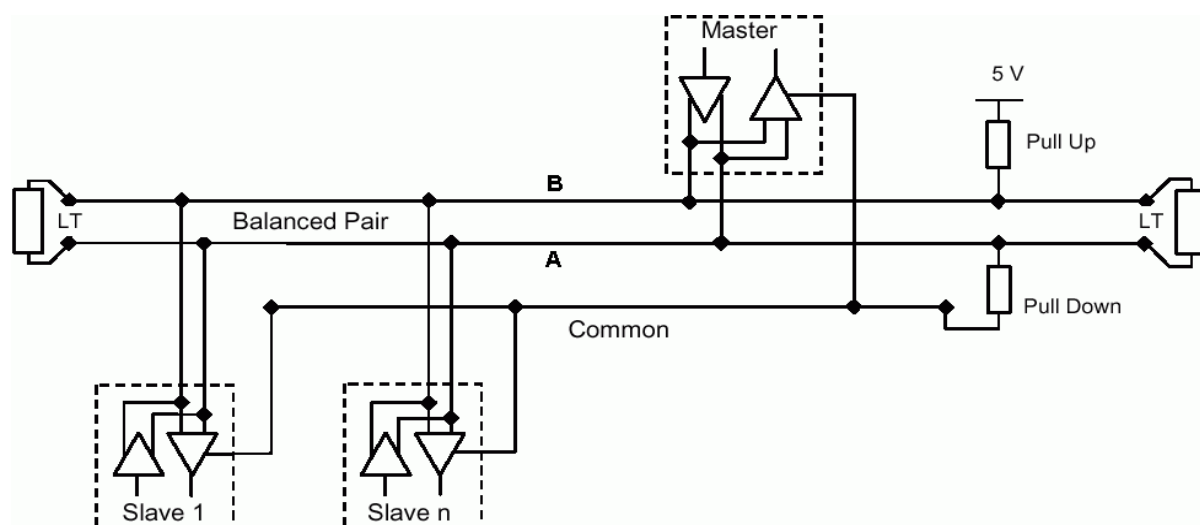 Master
5 V
Pull Up
B
LT
Balanced Pair
LT
A
Pull Down
Common
Slave 1
Slave n